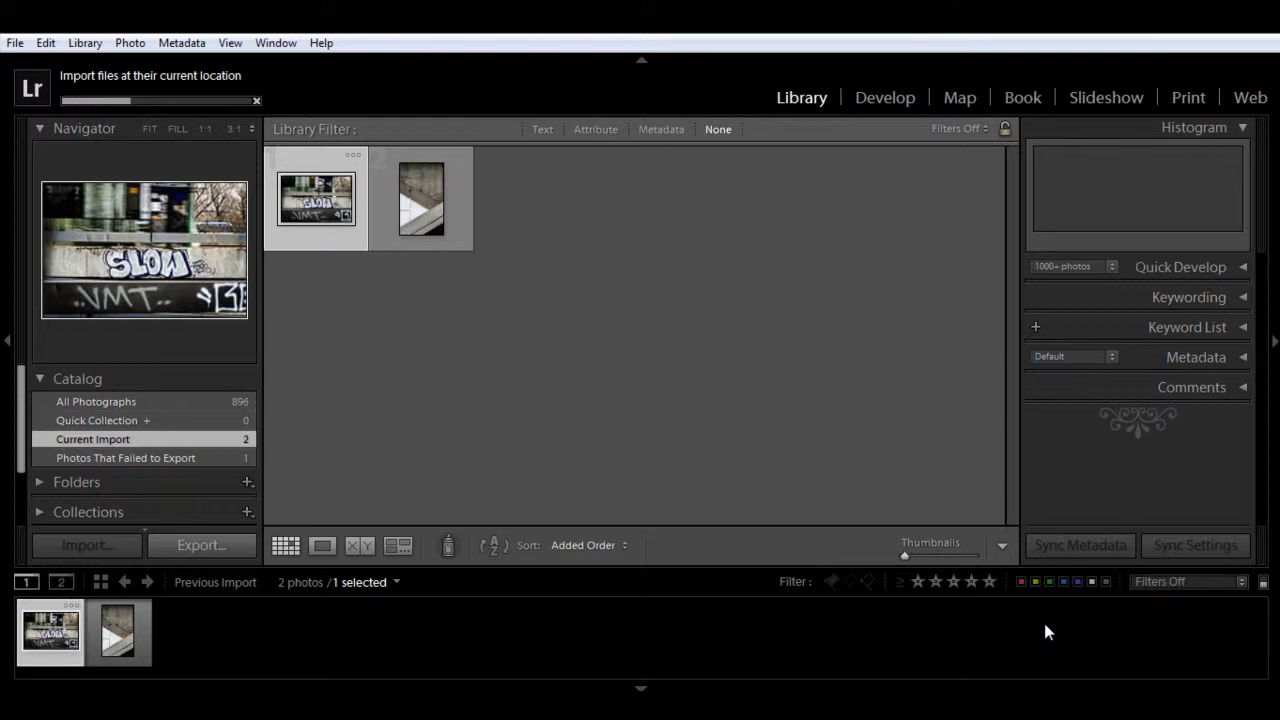 File Edit Library Photo Metadata View Window Help
Import files at their current location
Lr
Library Develop Map Book Slideshow Print Web
Navigator FIT FILL 1:1 3:1
Library Filter : Text Attribute Metadata None Filters Off
Histogram
SLOW
..VMT..
1000+ photos Quick Develop
Keywording
+ Keyword List
Default Metadata
Comments
Catalog
All Photographs 896
Quick Collection + 0
Current Import 2
Photos That Failed to Export 1
Folders +
Collections +
Import... Export...
X Y
A Z Sort: Added Order
Thumbnails
Sync Metadata Sync Settings
1 2 Previous Import 2 photos / 1 selected
Filter : ≥ Filters Off